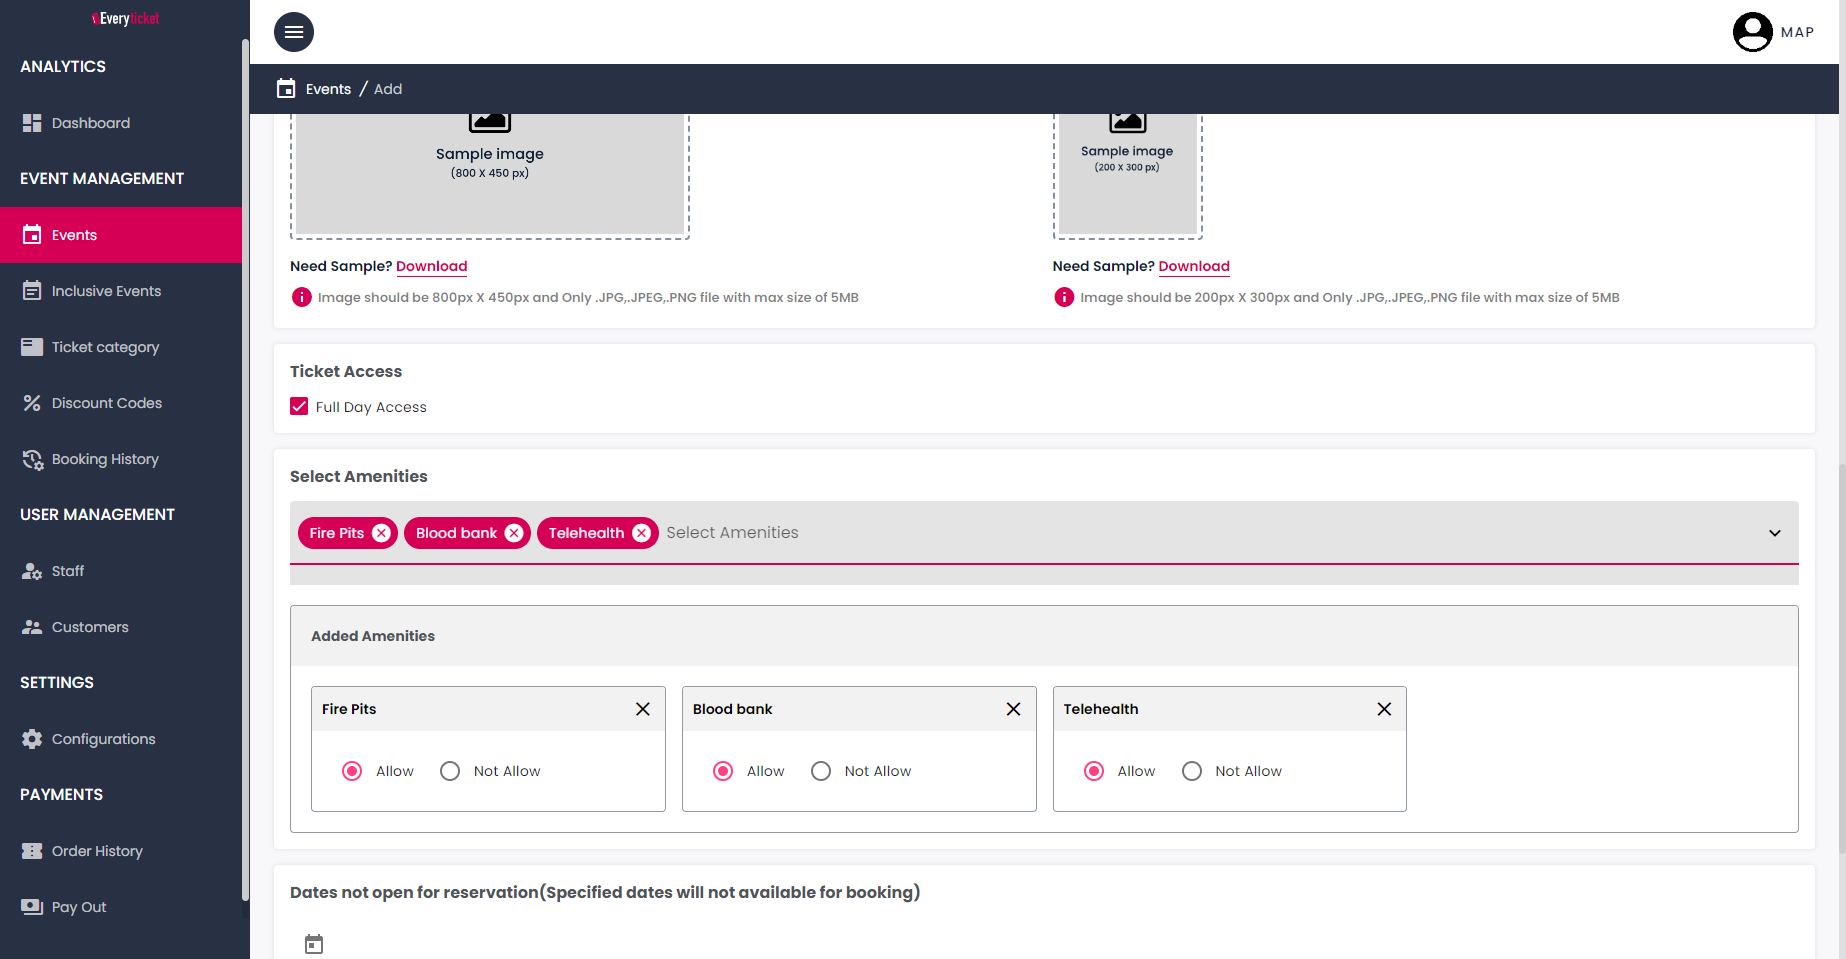 Everyticket
ANALYTICS
Dashboard
EVENT MANAGEMENT
Events
Inclusive Events
Ticket category
Discount Codes
Booking History
USER MANAGEMENT
Staff
Customers
SETTINGS
Configurations
PAYMENTS
Order History
Pay Out
MAP
Events / Add
Sample image
(800 X 450 px)
Sample image
(200 X 300 px)
Need Sample? Download
Need Sample? Download
Image should be 800px X 450px and Only .JPG,.JPEG,.PNG file with max size of 5MB
Image should be 200px X 300px and Only .JPG,.JPEG,.PNG file with max size of 5MB
Ticket Access
Full Day Access
Select Amenities
Fire Pits Blood bank Telehealth Select Amenities
Added Amenities
Fire Pits
Allow Not Allow
Blood bank
Allow Not Allow
Telehealth
Allow Not Allow
Dates not open for reservation(Specified dates will not available for booking)